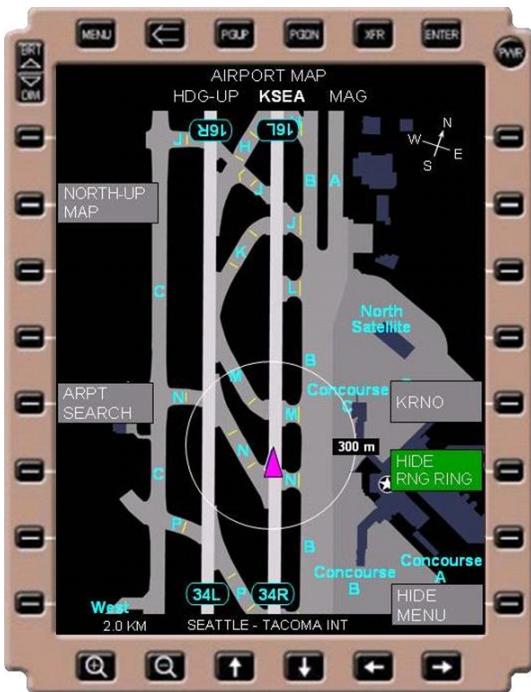 MENU
PGUP
PGDN
XFR
ENTER
BRT
DIM
PWR
AIRPORT MAP
HDG-UP KSEA MAG
16R
16L
N
W
E
S
J
H
B
A
J
NORTH-UP
MAP
J
K
L
C
North
Satellite
B
M
Concourse
C
ARPT
SEARCH
N
M
KRNO
300 m
N
N
HIDE
RNG RING
C
P
B
Concourse
B
Concourse
A
34L
34R
P
HIDE
MENU
West
2.0 KM
SEATTLE - TACOMA INT